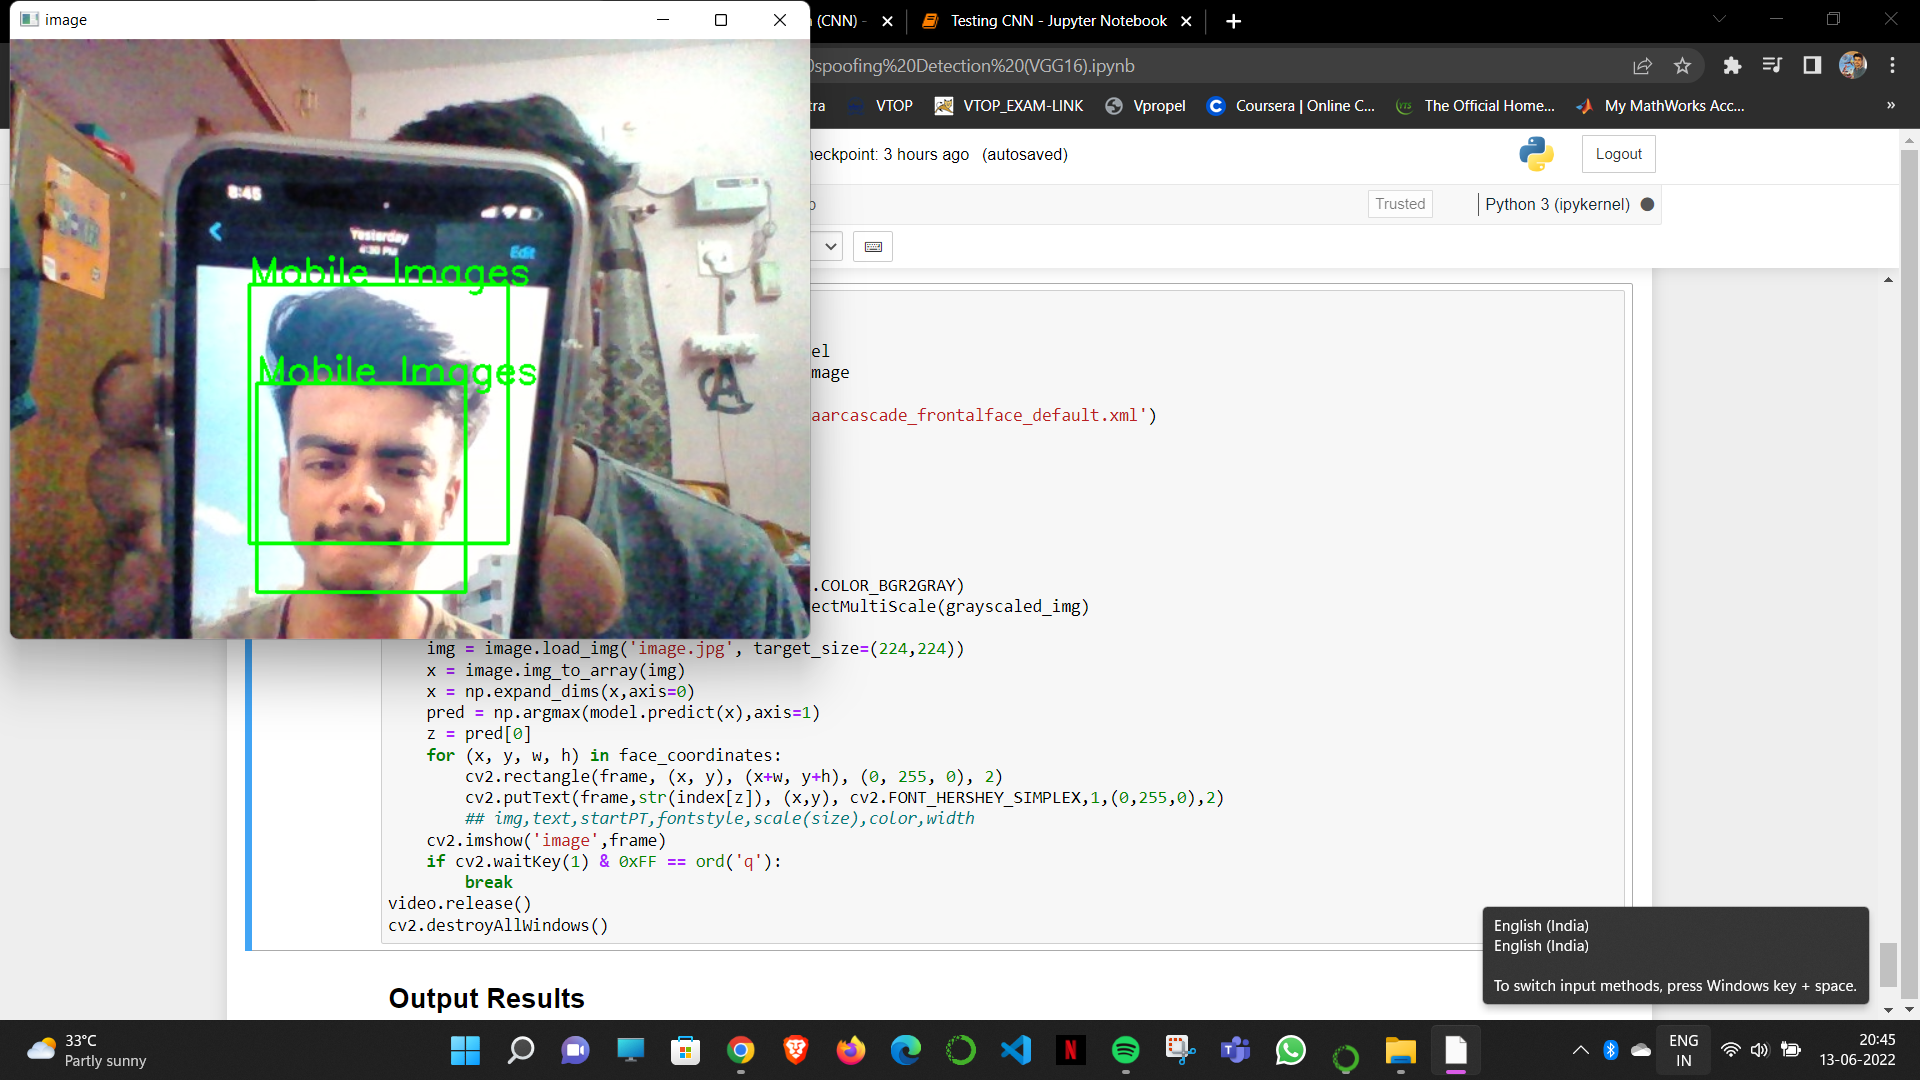 image
8:45
Yesterday
4:30 PM
Edit
Mobile Images
Mobile Images
(CNN) -
Testing CNN - Jupyter Notebook
spoofing%20Detection%20(VGG16).ipynb
VTOP
VTOP_EXAM-LINK
Vpropel
Coursera | Online C...
The Official Home...
My MathWorks Acc...
»
checkpoint: 3 hours ago (autosaved)
Logout
Trusted
Python 3 (ipykernel)
el
mage
aarcascade_frontalface_default.xml')
.COLOR_BGR2GRAY)
ectMultiScale(grayscaled_img)
img = image.load_img('image.jpg', target_size=(224,224))
x = image.img_to_array(img)
x = np.expand_dims(x,axis=0)
pred = np.argmax(model.predict(x),axis=1)
z = pred[0]
for (x, y, w, h) in face_coordinates:
cv2.rectangle(frame, (x, y), (x+w, y+h), (0, 255, 0), 2)
cv2.putText(frame,str(index[z]), (x,y), cv2.FONT_HERSHEY_SIMPLEX,1,(0,255,0),2)
## img,text,startPT,fontstyle,scale(size),color,width
cv2.imshow('image',frame)
if cv2.waitKey(1) & 0xFF == ord('q'):
break
video.release()
cv2.destroyAllWindows()
Output Results
English (India)
English (India)
To switch input methods, press Windows key + space.
33°C
Partly sunny
ENG
IN
20:45
13-06-2022